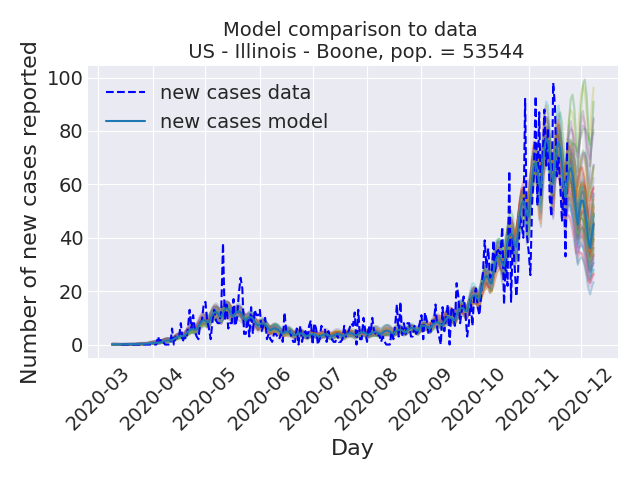 Model comparison to data
US - Illinois - Boone, pop. = 53544
Number of new cases reported
100
80
60
40
20
0
new cases data
new cases model
2020-03
2020-04
2020-05
2020-06
2020-07
2020-08
2020-09
2020-10
2020-11
2020-12
Day